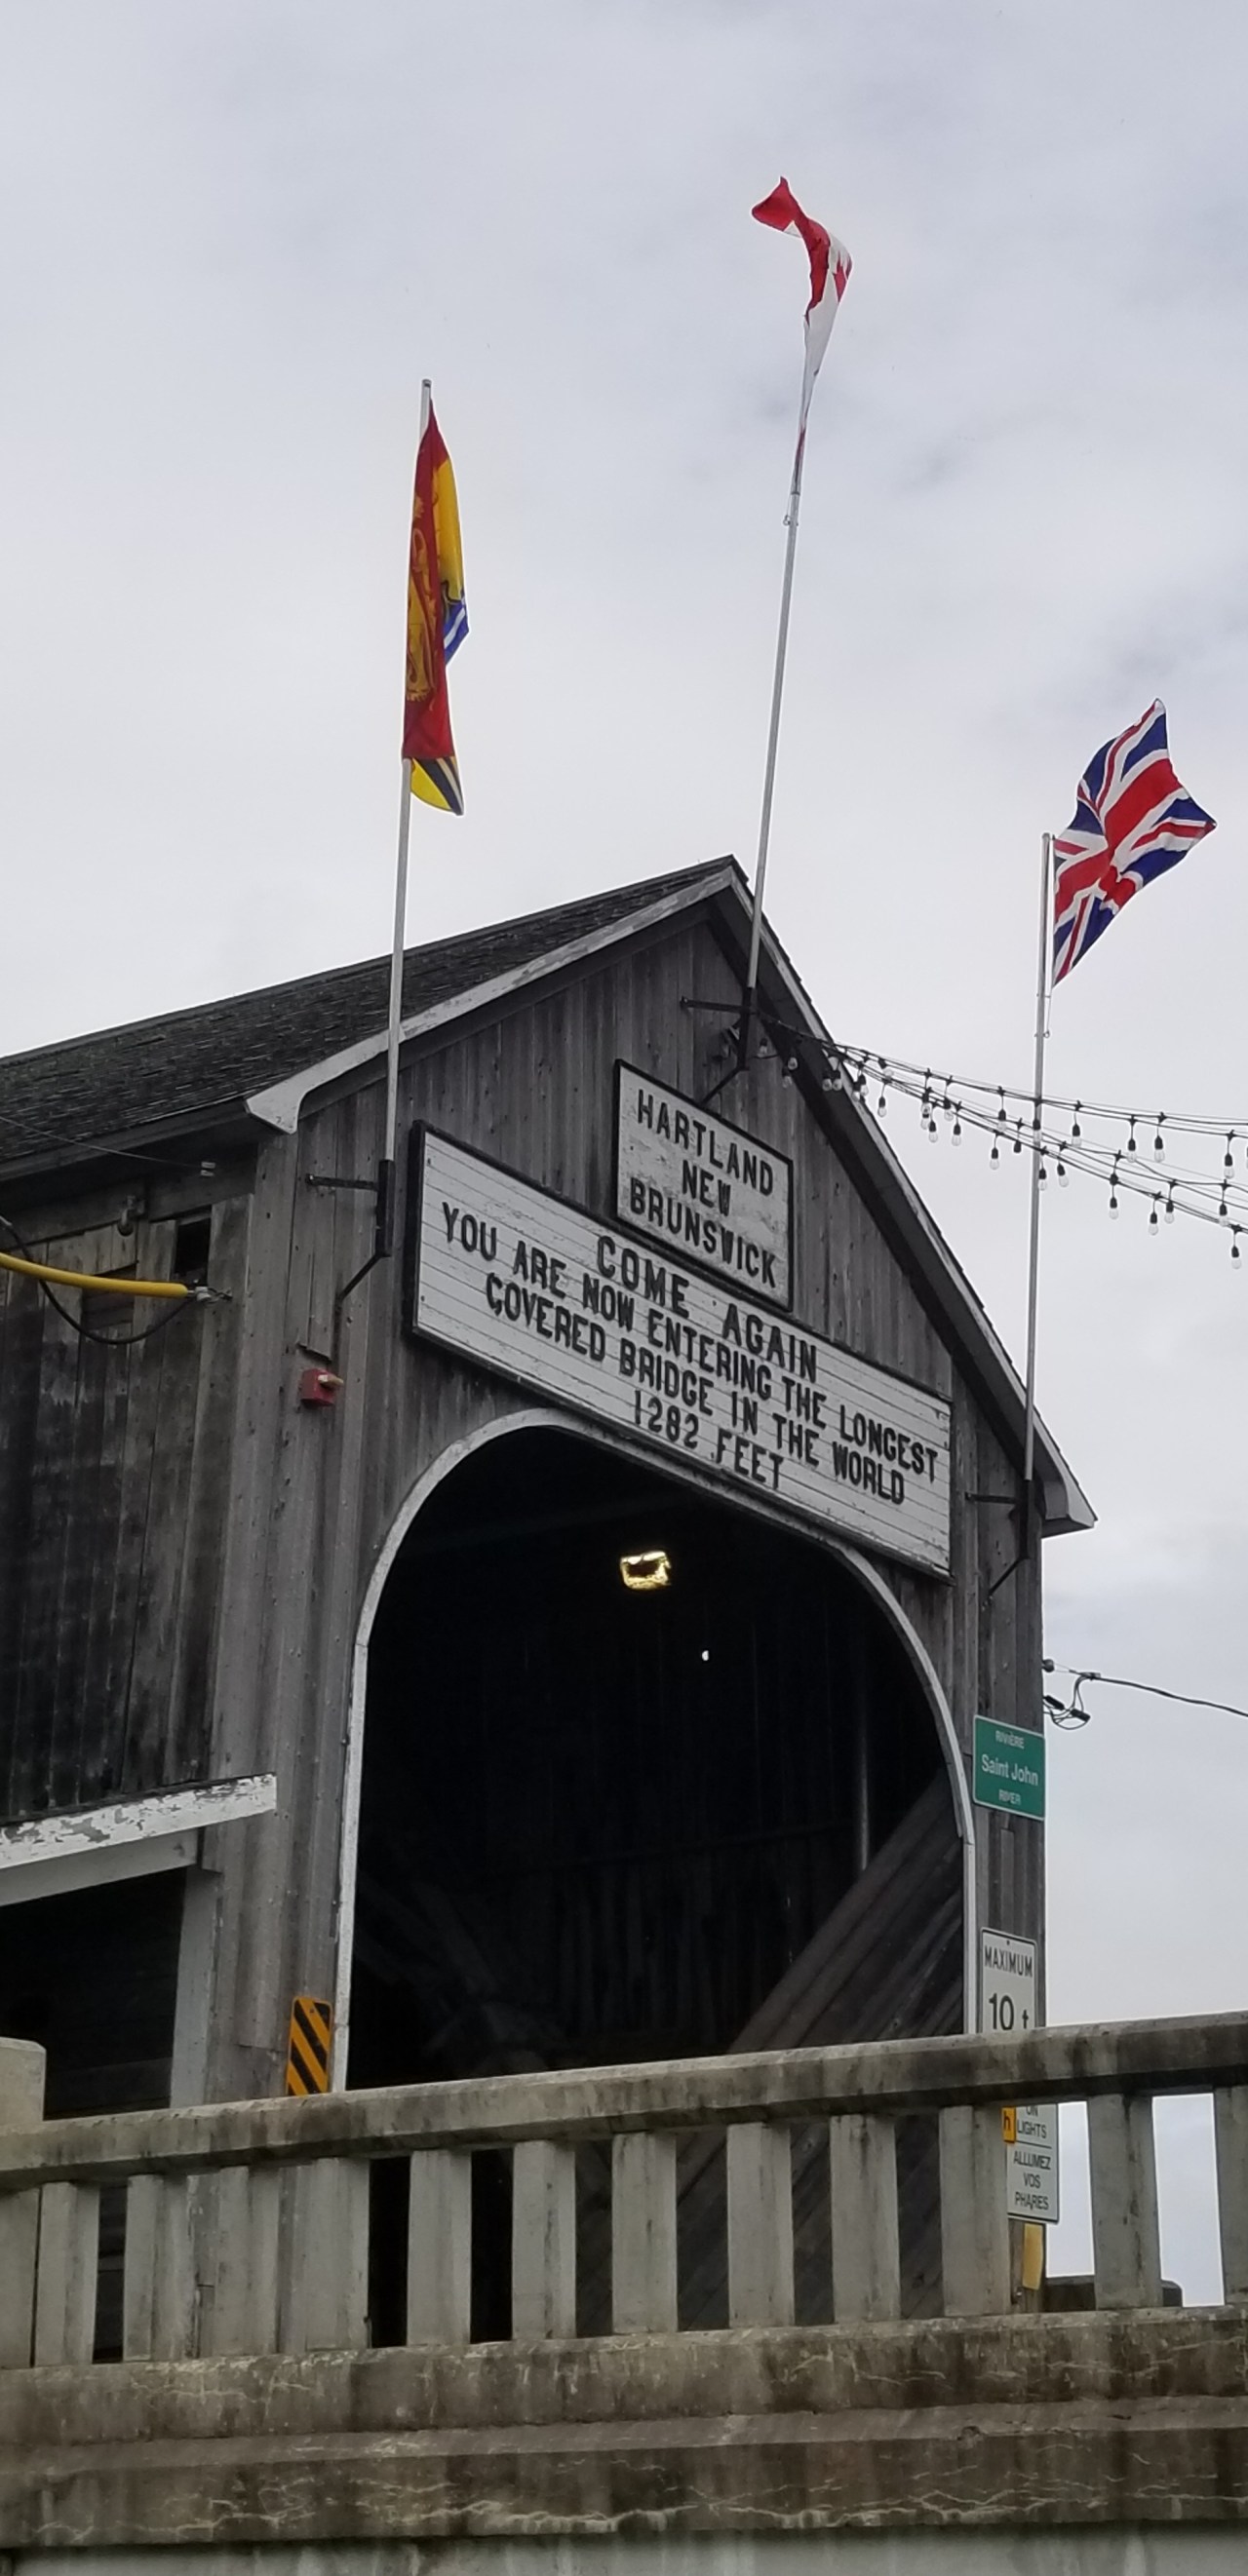 HARTLAND
NEW
BRUNSWICK
COME AGAIN
YOU ARE NOW ENTERING THE LONGEST
COVERED BRIDGE IN THE WORLD
1282 FEET
RIVIÈRE
Saint John
RIVER
MAXIMUM
10 t
ON
LIGHTS
ALLUMEZ
VOS
PHARES